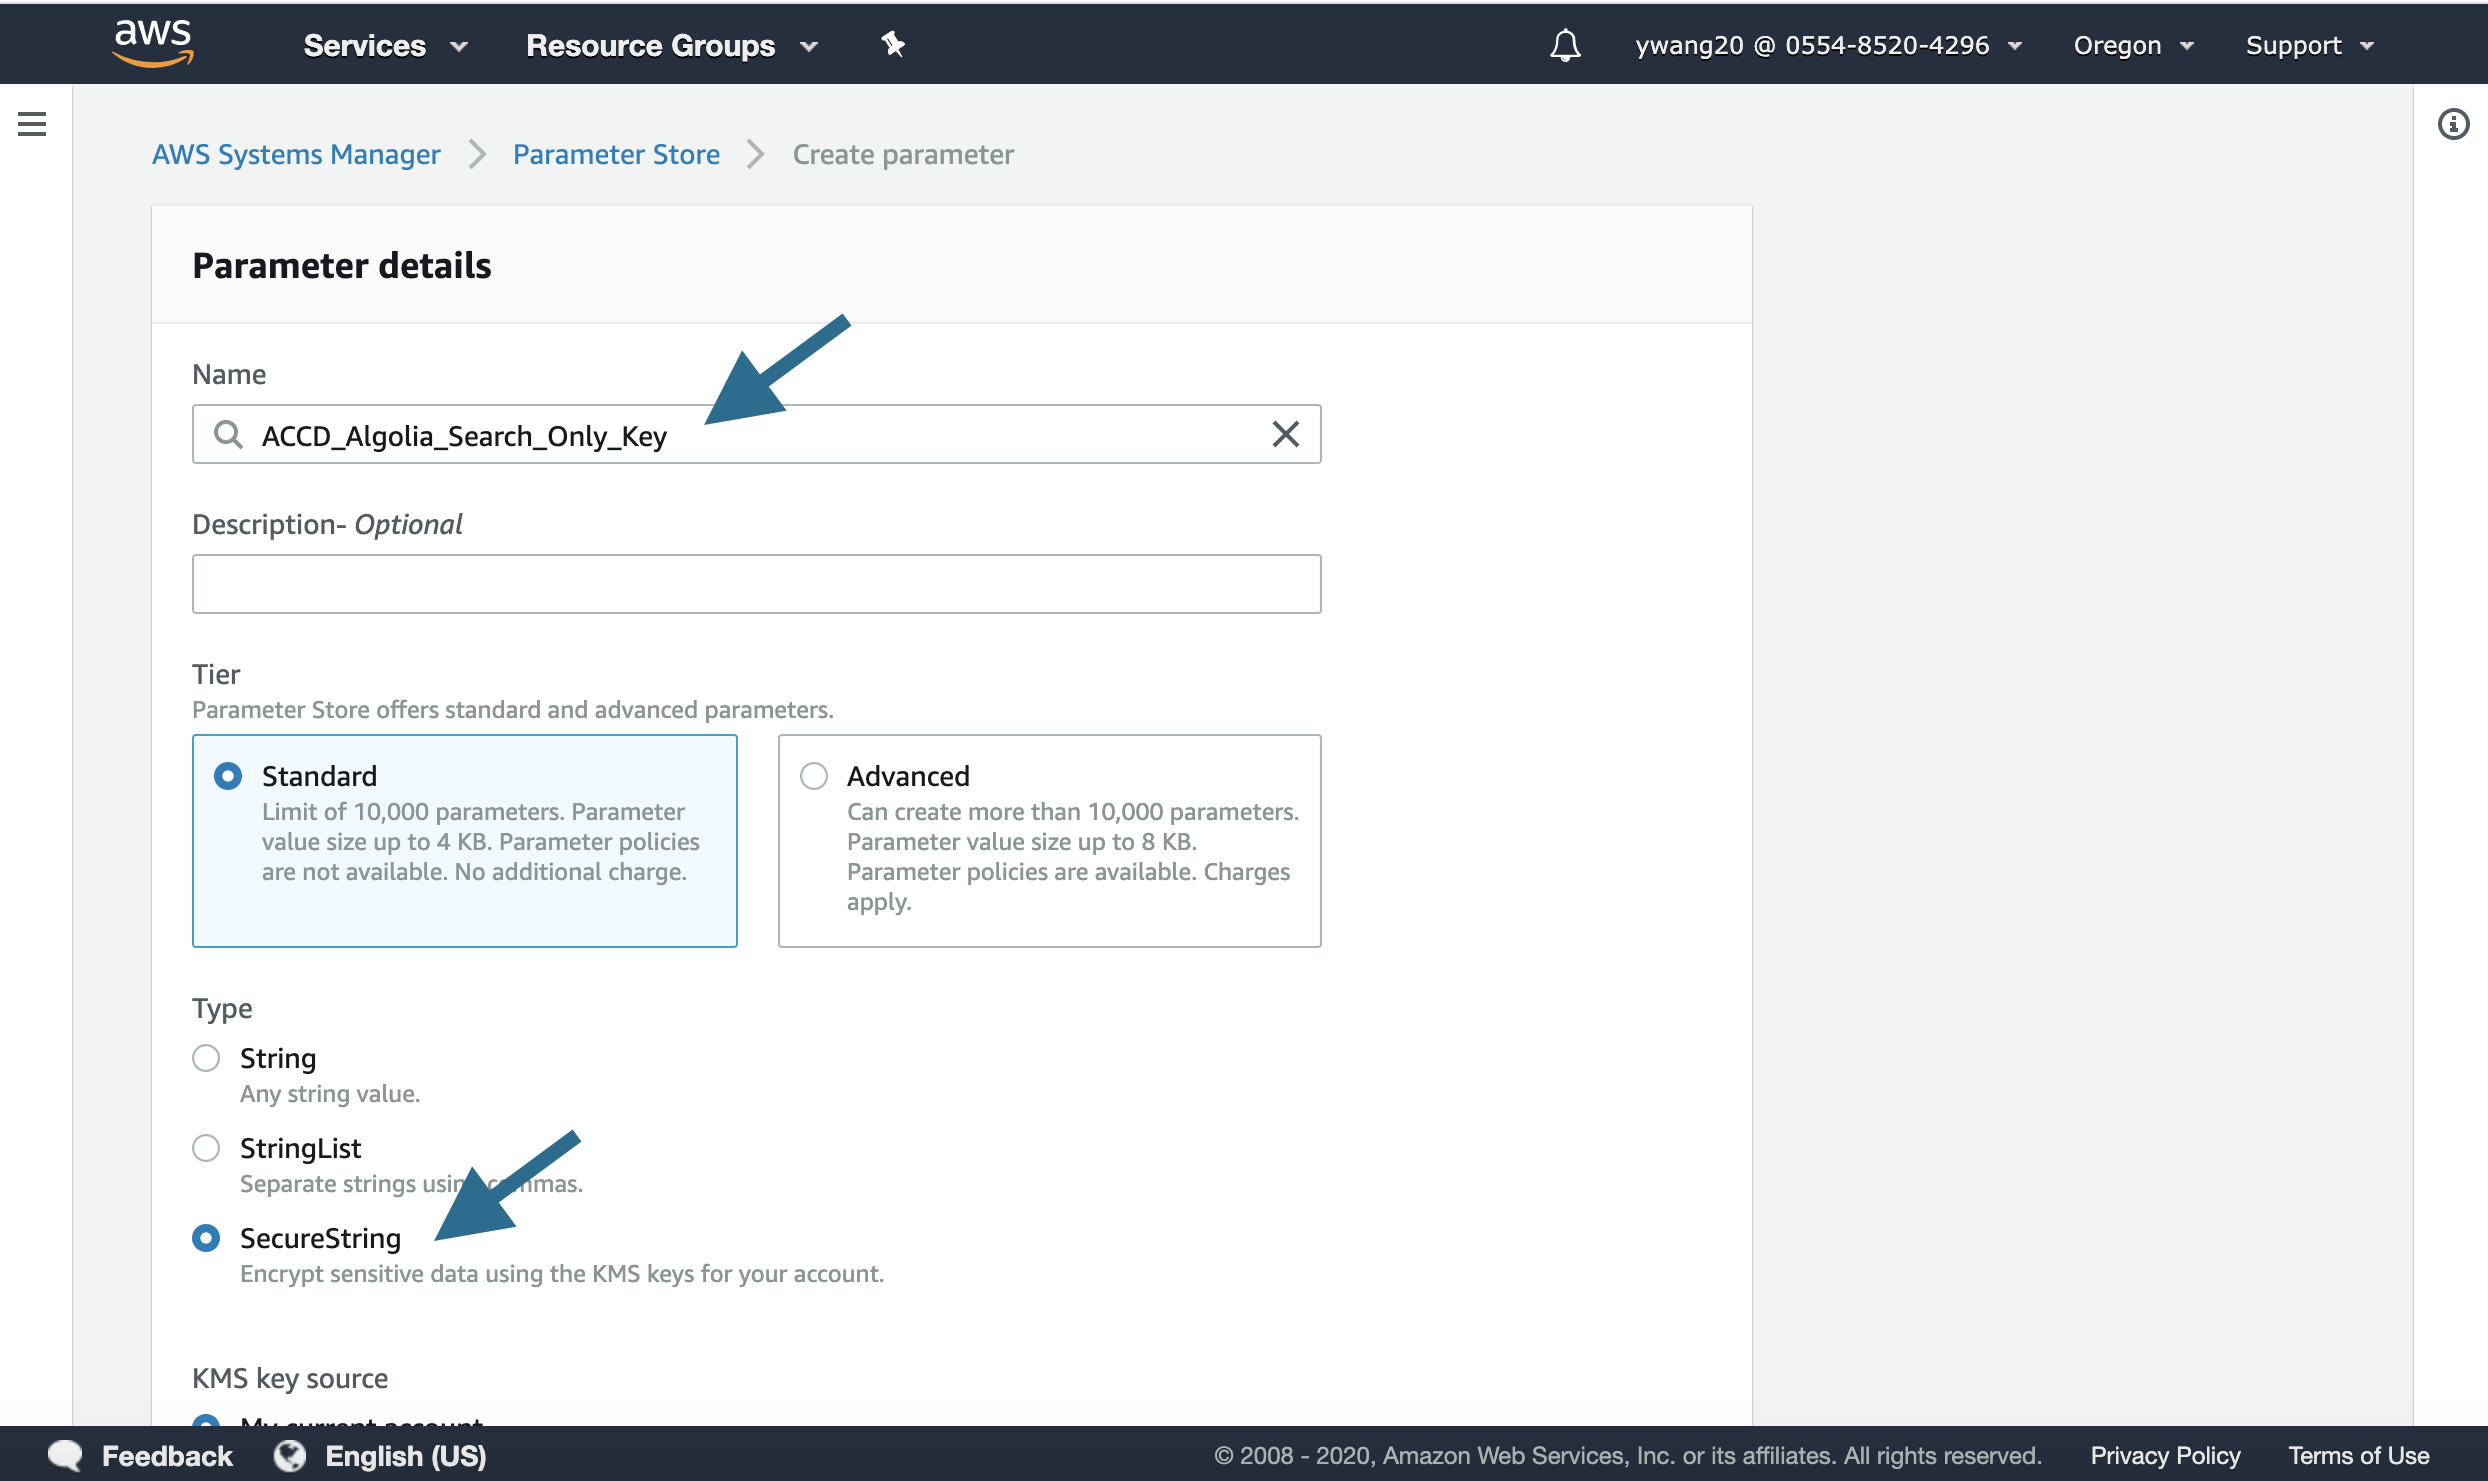 aws
Services
Resource Groups
ywang20 @ 0554-8520-4296
Oregon
Support
AWS Systems Manager
Parameter Store
Create parameter
Parameter details
Name
ACCD_Algolia_Search_Only_Key
Description- Optional
Tier
Parameter Store offers standard and advanced parameters.
Standard
Limit of 10,000 parameters. Parameter
value size up to 4 KB. Parameter policies
are not available. No additional charge.
Advanced
Can create more than 10,000 parameters.
Parameter value size up to 8 KB.
Parameter policies are available. Charges
apply.
Type
String
Any string value.
StringList
Separate strings using commas.
SecureString
Encrypt sensitive data using the KMS keys for your account.
KMS key source
My current account
Feedback
English (US)
© 2008 - 2020, Amazon Web Services, Inc. or its affiliates. All rights reserved.
Privacy Policy
Terms of Use